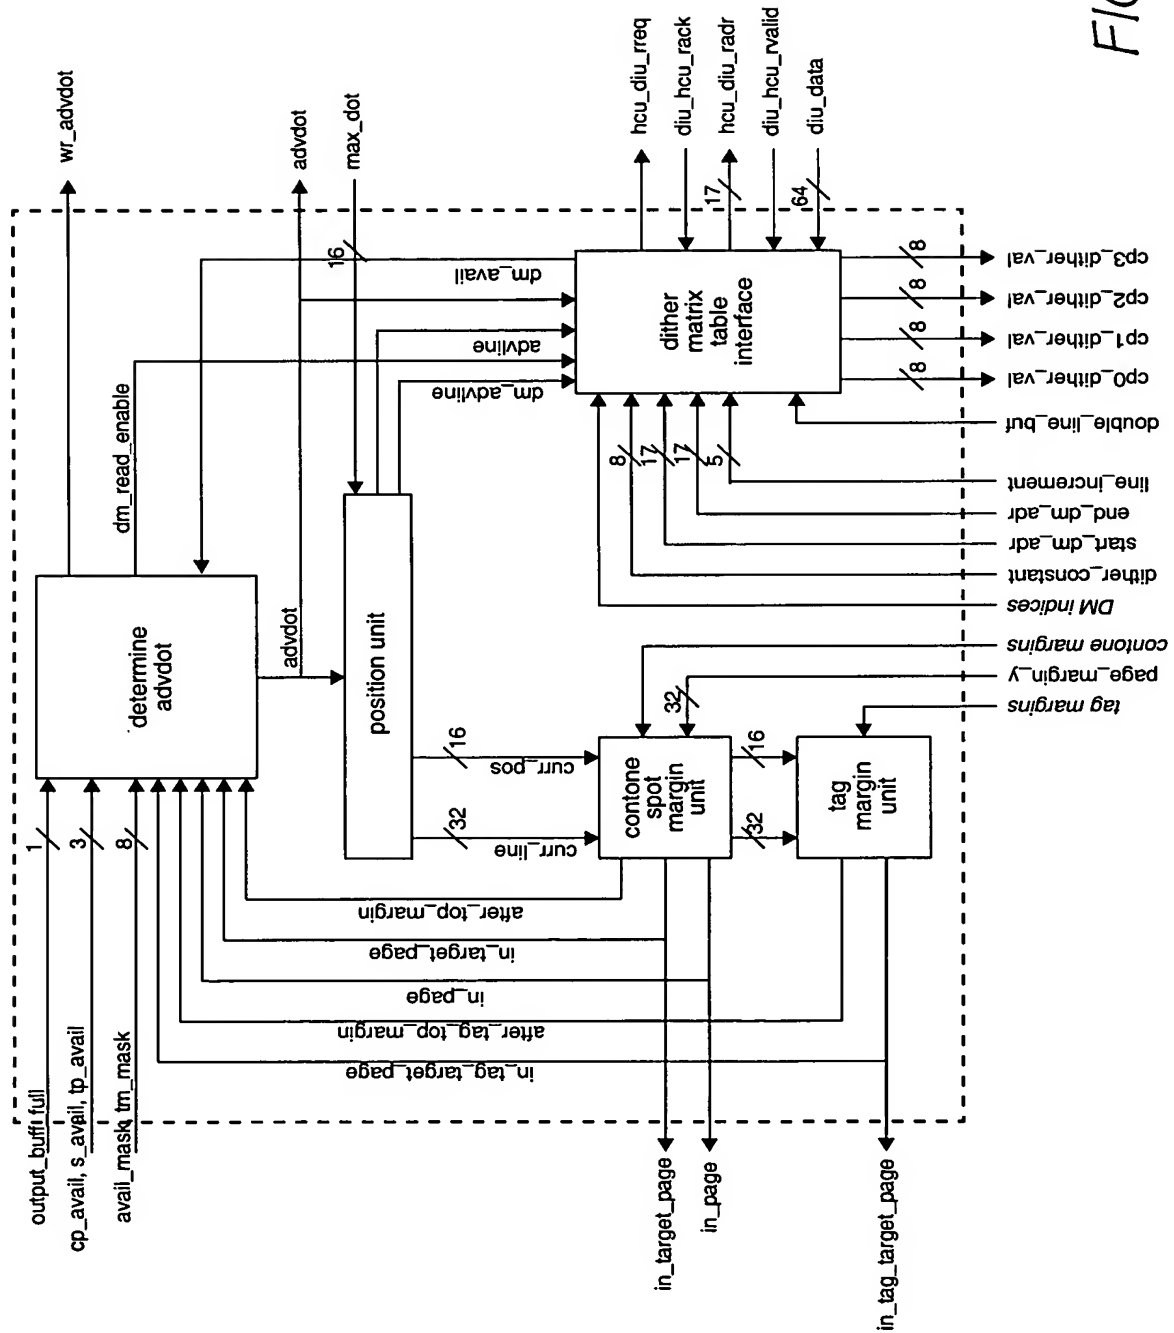 FIG
wr_advdot
advdot
max_dot
hcu_diu_rreq
diu_hcu_rack
hcu_diu_radr
diu_hcu_rvalid
diu_data
17
64
16
dm_avail
advline
dm_advline
dm_read_enable
determine
advdot
advdot
position unit
dither
matrix
table
interface
8
8
8
8
cp3_dither_val
cp2_dither_val
cp1_dither_val
cp0_dither_val
double_line_buf
line_increment
end_dm_adr
start_dm_adr
dither_constant
DM indices
contone margins
page_margin_y
tag margins
8
17
17
5
32
16
curr_pos
32
curr_line
contone
spot
margin
unit
16
32
tag
margin
unit
after_top_margin
in_target_page
in_page
after_tag_top_margin
in_tag_target_page
1
3
8
output_buff full
cp_avail, s_avail, tp_avail
avail_mask, tm_mask
in_target_page
in_page
in_tag_target_page